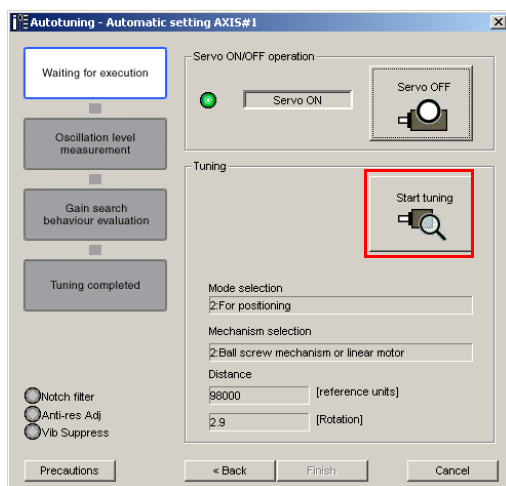 Autotuning - Automatic setting AXIS#1
Waiting for execution
Oscillation level
measurement
Gain search
behaviour evaluation
Tuning completed
Notch filter
Anti-res Adj
Vib Suppress
Servo ON/OFF operation
Servo ON
Servo OFF
Tuning
Start tuning
Mode selection
2:For positioning
Mechanism selection
2:Ball screw mechanism or linear motor
Distance
98000 [reference units]
2.9 [Rotation]
Precautions
< Back
Finish
Cancel